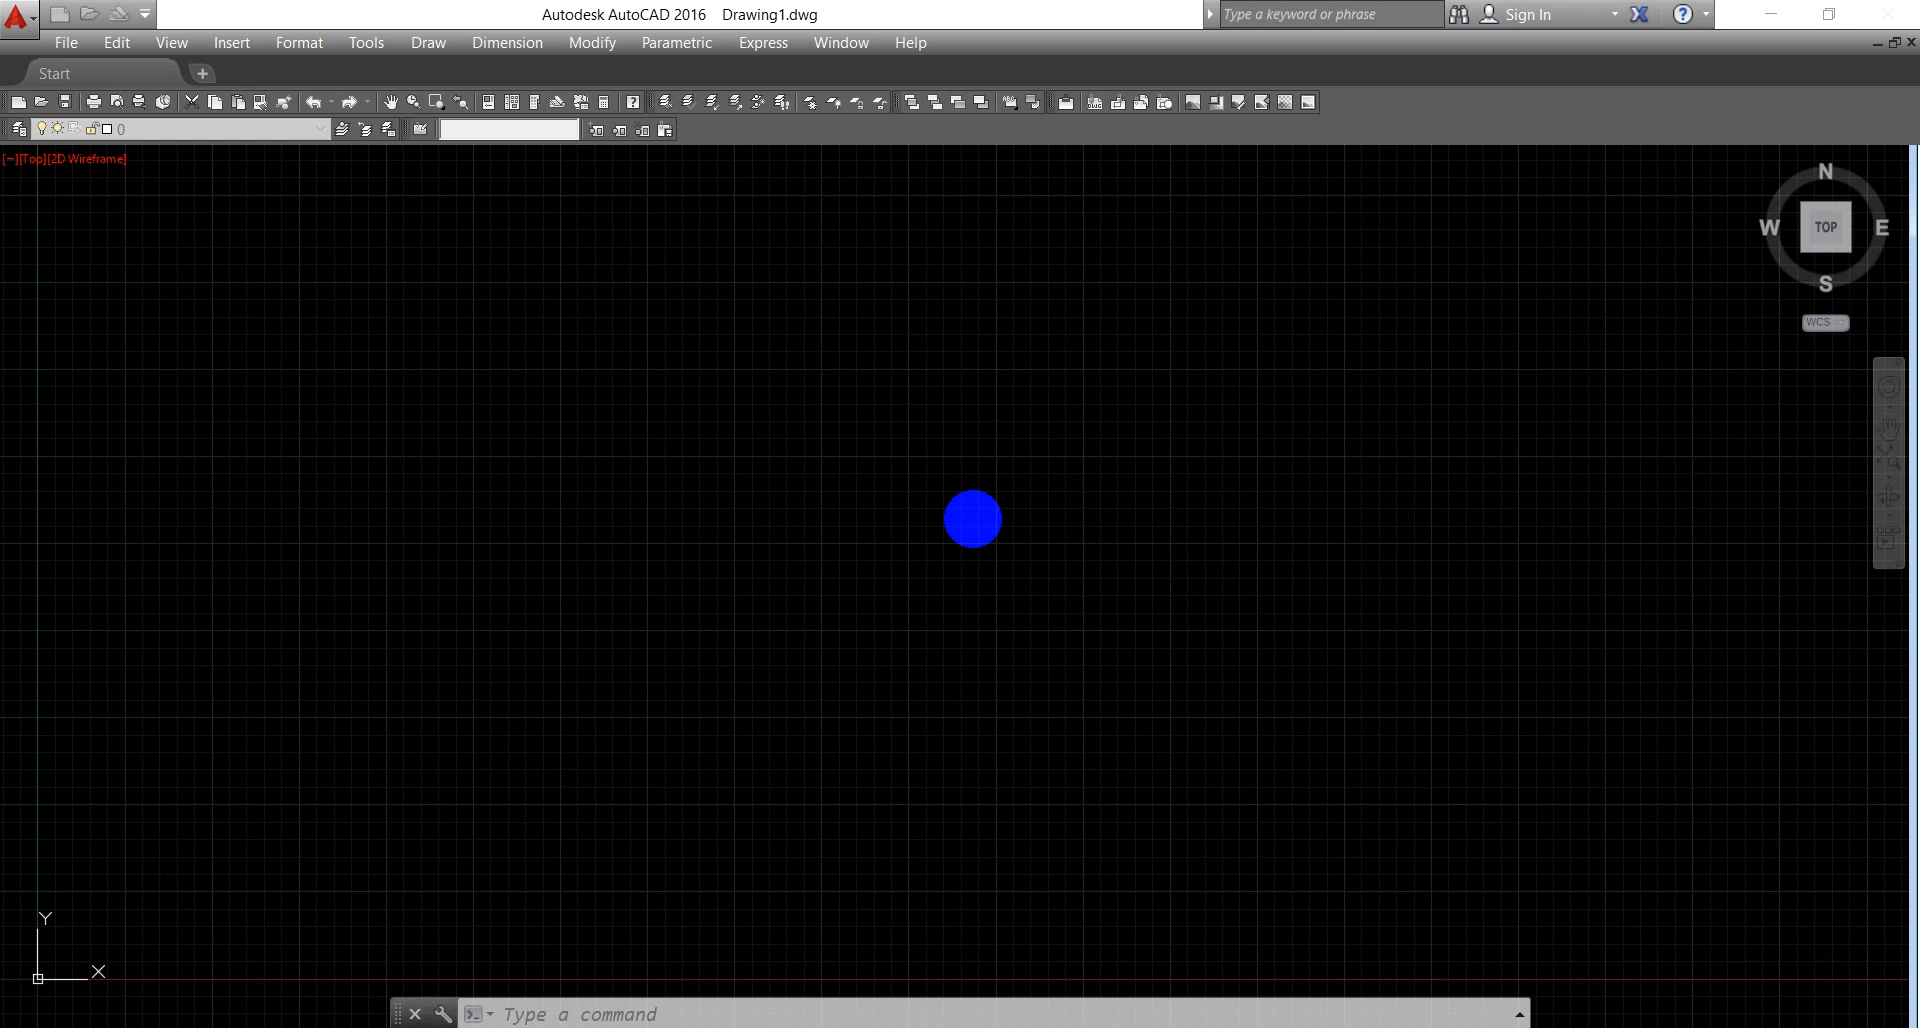 Autodesk AutoCAD 2016 Drawing1.dwg
Type a keyword or phrase
Sign In
File Edit View Insert Format Tools Draw Dimension Modify Parametric Express Window Help
Start
0
[−][Top][2D Wireframe]
N
W TOP E
S
WCS
Y
X
Type a command